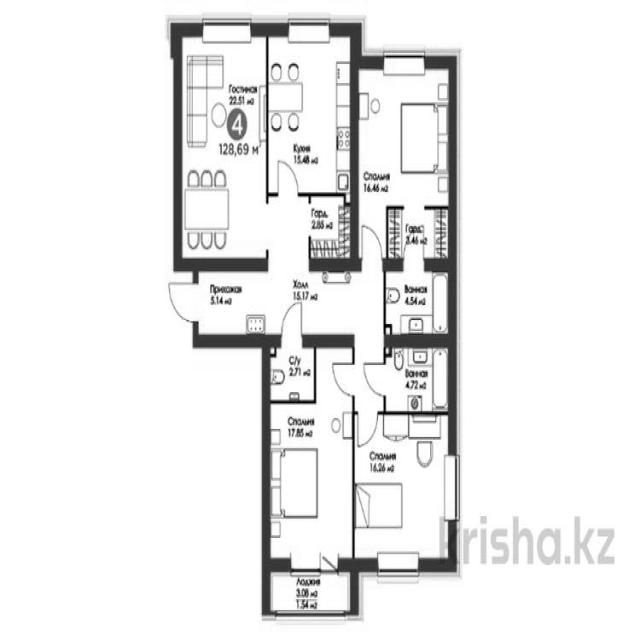 Гостиная
22.51 м2
4
128,69 м
Кухня
15.48 м2
Спальня
16.46 м2
Гард.
2.85 м2
Гард.
3.46 м2
Прихожая
5.14 м2
Холл
15.17 м2
Ванная
4.54 м2
С/у
2.71 м2
Ванная
4.72 м2
Спальня
17.85 м2
Спальня
16.26 м2
Лоджия
3.08 м2
1.54 м2
krisha.kz